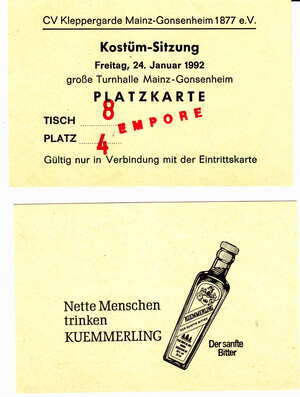 CV Kleppergarde Mainz-Gonsenheim 1877 e.V.
Kostüm-Sitzung
Freitag, 24. Januar 1992
große Turnhalle Mainz-Gonsenheim
PLATZKARTE
TISCH 8
EMPORE
PLATZ 4
Gültig nur in Verbindung mit der Eintrittskarte
Nette Menschen
trinken
KUEMMERLING
KUEMMERLING
Der sanfte
Bitter